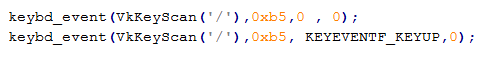 keybd_event(VkKeyScan('/'),0xb5,0 , 0);
keybd_event(VkKeyScan('/'),0xb5, KEYEVENTF_KEYUP,0);